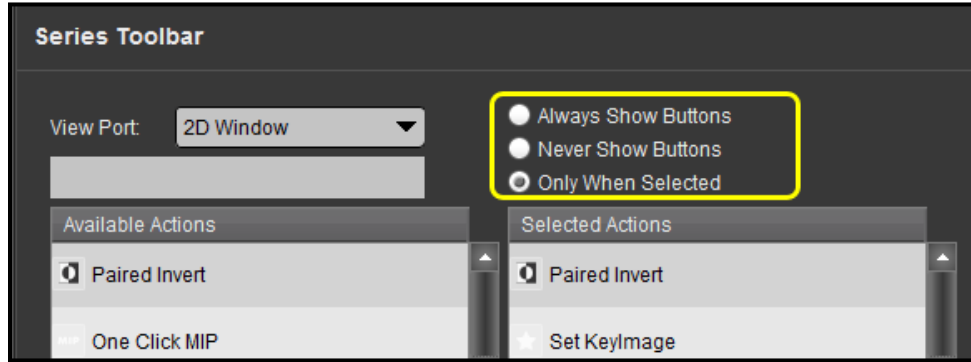 Series Toolbar
View Port: 2D Window
Always Show Buttons
Never Show Buttons
Only When Selected
Available Actions
Paired Invert
One Click MIP
Selected Actions
Paired Invert
Set KeyImage